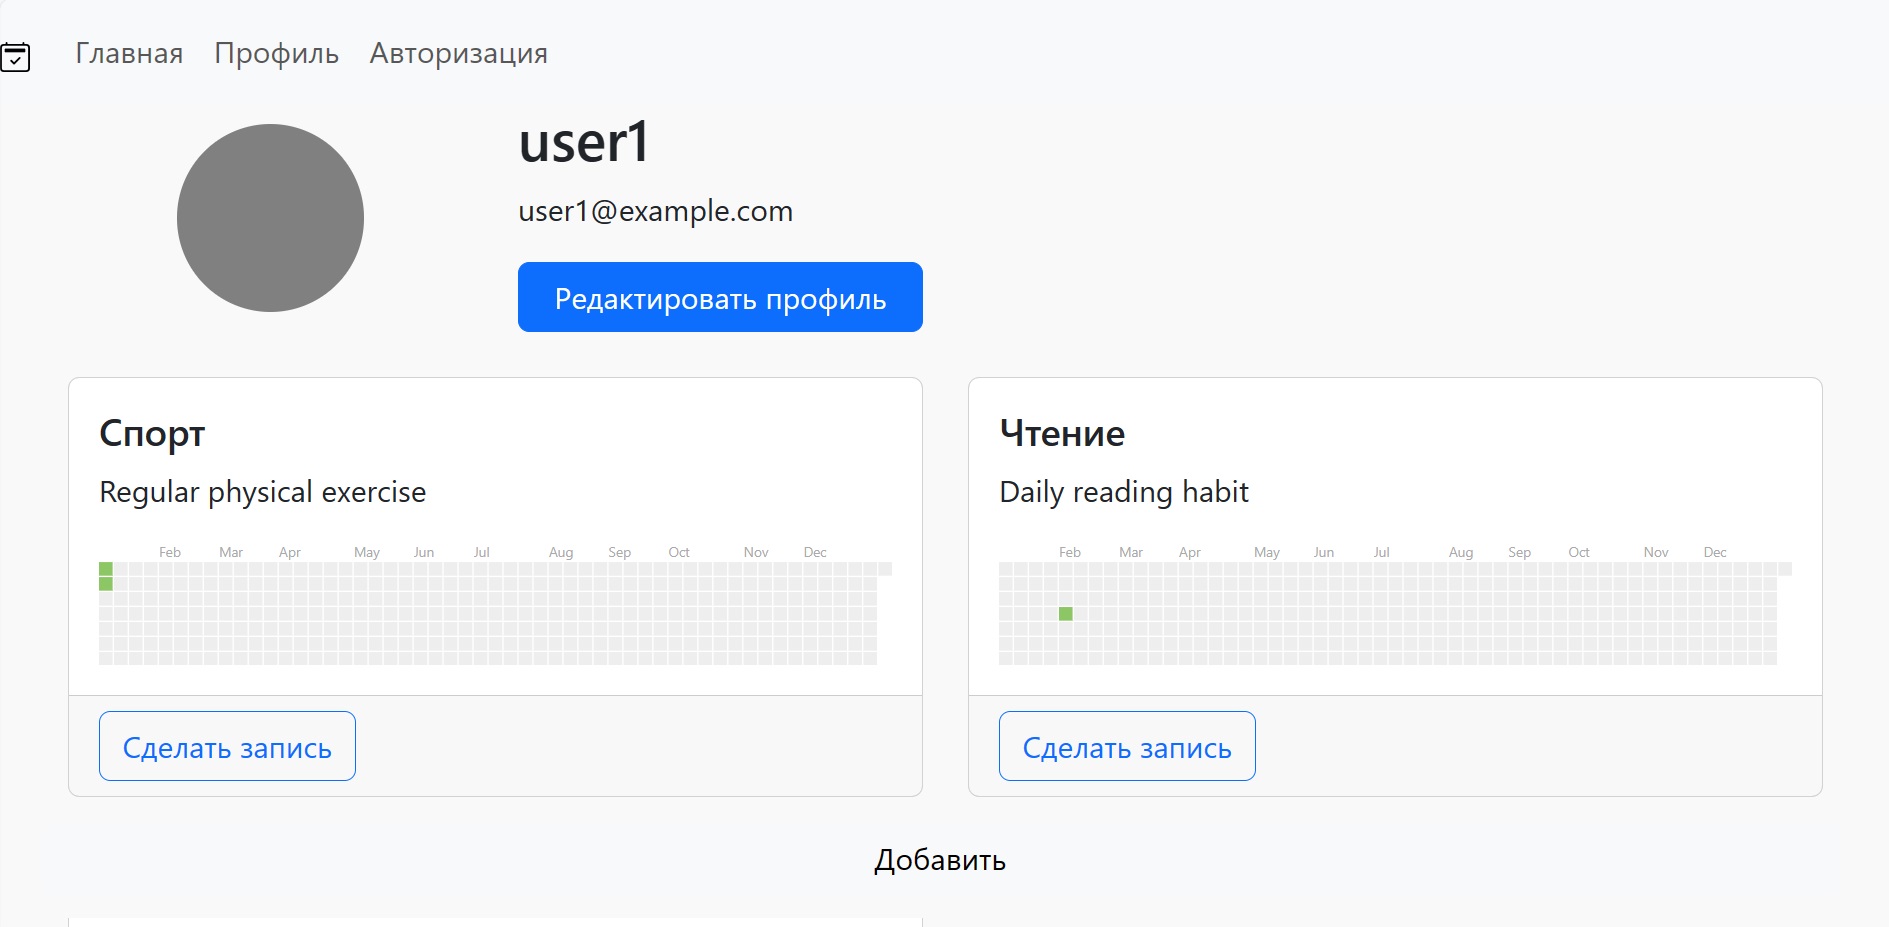 Главная Профиль Авторизация
user1
user1@example.com
Редактировать профиль
Спорт
Regular physical exercise
Feb Mar Apr May Jun Jul Aug Sep Oct Nov Dec
Сделать запись
Чтение
Daily reading habit
Feb Mar Apr May Jun Jul Aug Sep Oct Nov Dec
Сделать запись
Добавить